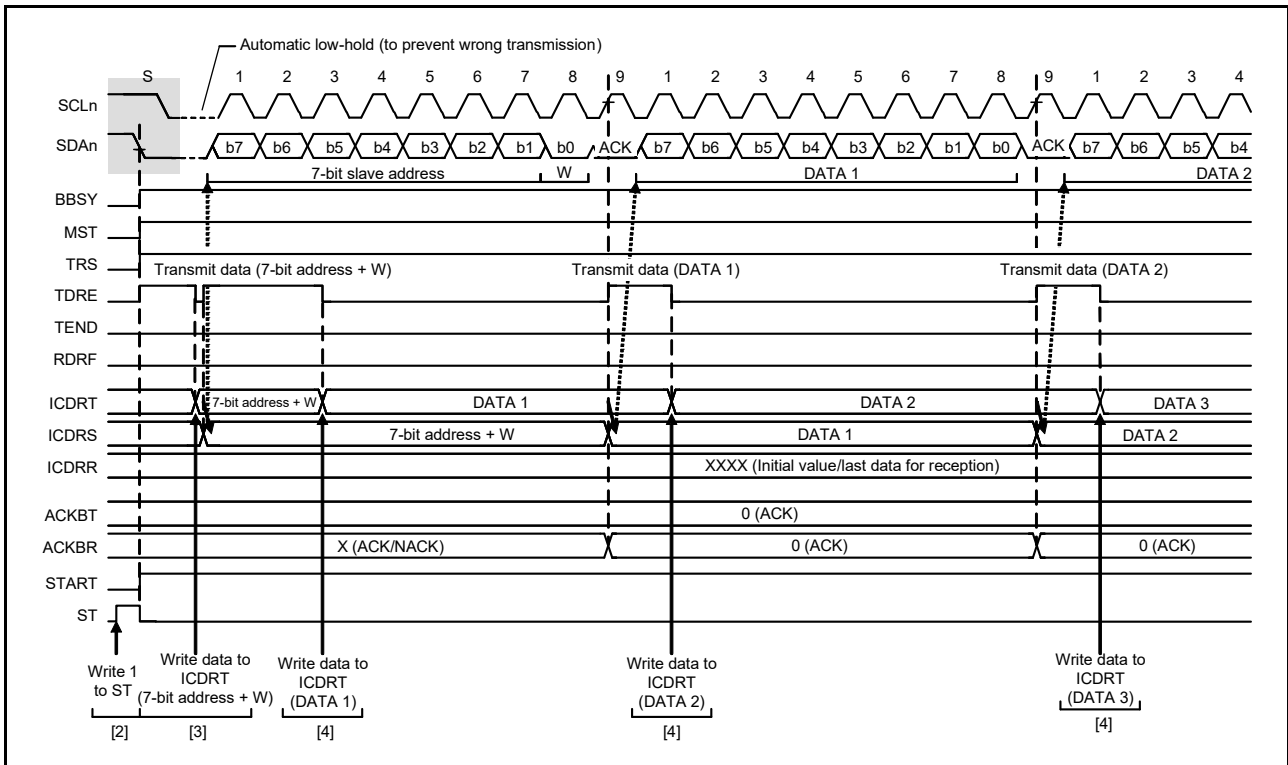 Automatic low-hold (to prevent wrong transmission)
S 1 2 3 4 5 6 7 8 9 1 2 3 4 5 6 7 8 9 1 2 3 4
SCLn
SDAn b7 b6 b5 b4 b3 b2 b1 b0 ACK b7 b6 b5 b4 b3 b2 b1 b0 ACK b7 b6 b5 b4
7-bit slave address W DATA 1 DATA 2
BBSY
MST
TRS
Transmit data (7-bit address + W) Transmit data (DATA 1) Transmit data (DATA 2)
TDRE
TEND
RDRF
ICDRT 7-bit address + W DATA 1 DATA 2 DATA 3
ICDRS 7-bit address + W DATA 1 DATA 2
ICDRR XXXX (Initial value/last data for reception)
ACKBT 0 (ACK)
ACKBR X (ACK/NACK) 0 (ACK) 0 (ACK)
START
ST
Write 1
to ST
[2]
Write data to
ICDRT
(7-bit address + W)
[3]
Write data to
ICDRT
(DATA 1)
[4]
Write data to
ICDRT
(DATA 2)
[4]
Write data to
ICDRT
(DATA 3)
[4]